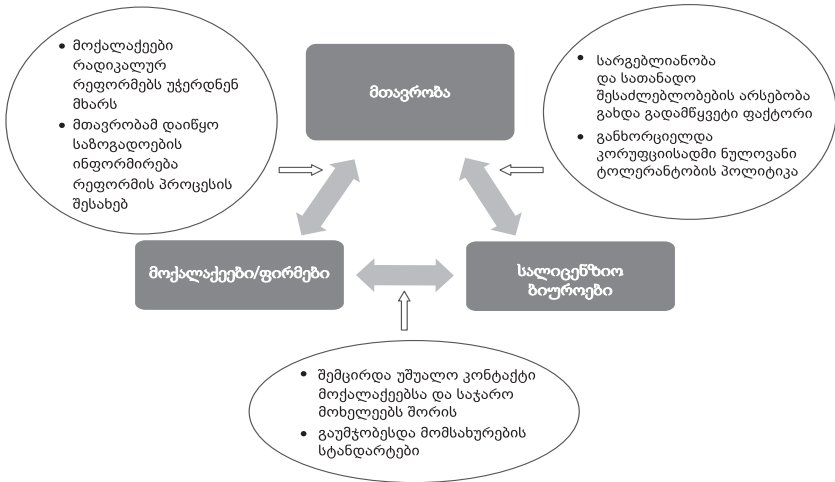 • მოქალაქეები
რადიკალურ
რეფორმებს უჭერდნენ
მხარს
• მთავრობამ დაიწყო
საზოგადოების
ინფორმირება
რეფორმის პროცესის
შესახებ
მთავრობა
• სარგებლიანობა
და სათანადო
შესაძლებლობების არსებობა
გახდა გადამწყვეტი ფაქტორი
• განხორციელდა
კორუფციისადმი ნულოვანი
ტოლერანტობის პოლიტიკა
მოქალაქეები/ფირმები
სალიცენზიო
ბიუროები
• შემცირდა უშუალო კონტაქტი
მოქალაქეებსა და საჯარო
მოხელეებს შორის
• გაუმჯობესდა მომსახურების
სტანდარტები